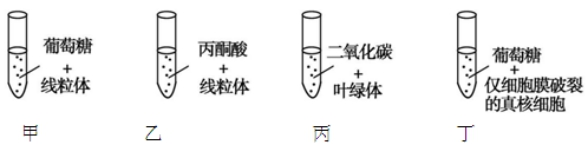 葡萄糖
+
线粒体
丙酮酸
+
线粒体
二氧化碳
+
叶绿体
葡萄糖
+
仅细胞膜破裂
的真核细胞
甲 乙 丙 丁